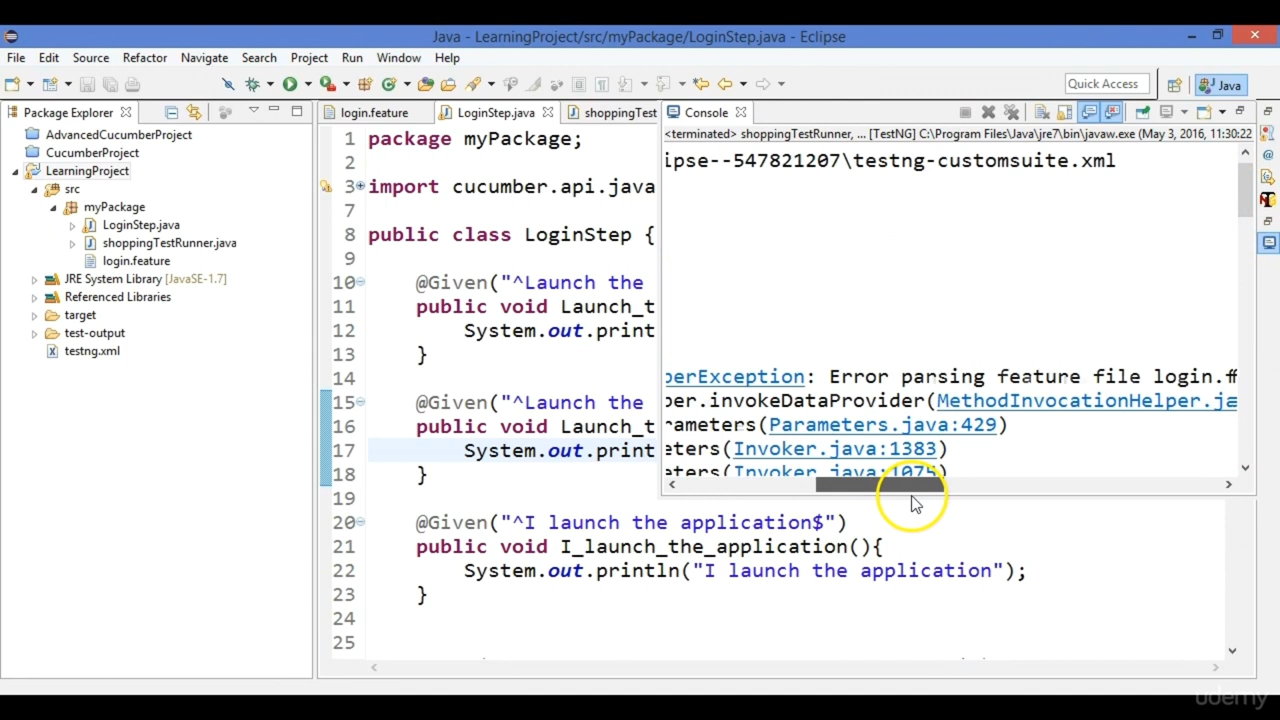 Java - LearningProject/src/myPackage/LoginStep.java - Eclipse
File Edit Source Refactor Navigate Search Project Run Window Help
Quick Access
Java
Package Explorer
login.feature
LoginStep.java
shoppingTest
Console
AdvancedCucumberProject
CucumberProject
LearningProject
src
myPackage
LoginStep.java
shoppingTestRunner.java
login.feature
JRE System Library [JavaSE-1.7]
Referenced Libraries
target
test-output
testng.xml
1 package myPackage;
2
3 import cucumber.api.java
7
8 public class LoginStep {
9
10 @Given("^Launch the
11 public void Launch_t
12 System.out.print
13 }
14
15 @Given("^Launch the
16 public void Launch_t
17 System.out.print
18 }
19
20 @Given("^I launch the application$")
21 public void I_launch_the_application(){
22 System.out.println("I launch the application");
23 }
24
25
<terminated> shoppingTestRunner, ... [TestNG] C:\Program Files\Java\jre7\bin\javaw.exe (May 3, 2016, 11:30:22
ipse--547821207\testng-customsuite.xml
perException: Error parsing feature file login.f
per.invokeDataProvider(MethodInvocationHelper.ja
rameters(Parameters.java:429)
eters(Invoker.java:1383)
eters(Invoker.java:1075)
udemy